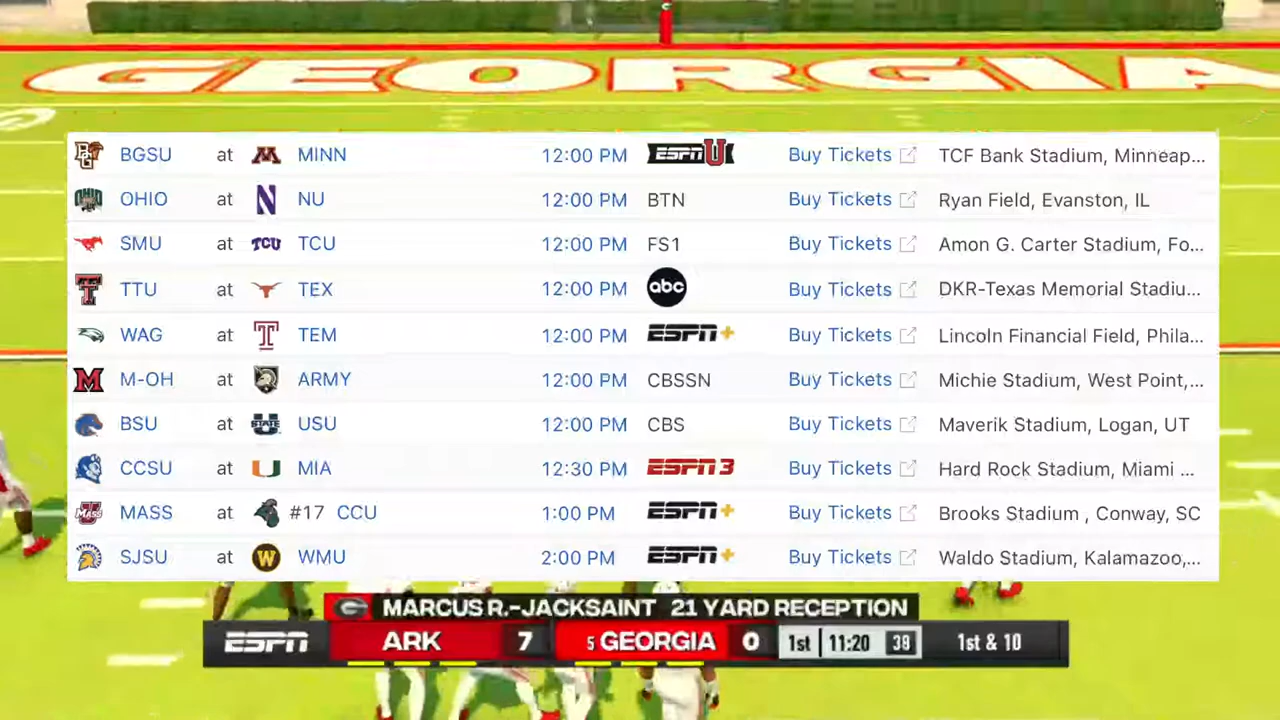 GEORGIA
BGSU at MINN 12:00 PM ESPNU Buy Tickets TCF Bank Stadium, Minneap...
OHIO at NU 12:00 PM BTN Buy Tickets Ryan Field, Evanston, IL
SMU at TCU TCU 12:00 PM FS1 Buy Tickets Amon G. Carter Stadium, Fo...
TTU at TEX 12:00 PM abc Buy Tickets DKR-Texas Memorial Stadiu...
WAG at TEM 12:00 PM ESPN+ Buy Tickets Lincoln Financial Field, Phila...
M-OH at ARMY 12:00 PM CBSSN Buy Tickets Michie Stadium, West Point,...
BSU at USU 12:00 PM CBS Buy Tickets Maverik Stadium, Logan, UT
CCSU at MIA 12:30 PM ESPN3 Buy Tickets Hard Rock Stadium, Miami ...
MASS at #17 CCU 1:00 PM ESPN+ Buy Tickets Brooks Stadium , Conway, SC
SJSU at WMU 2:00 PM ESPN+ Buy Tickets Waldo Stadium, Kalamazoo,...
MARCUS R.-JACKSAINT 21 YARD RECEPTION
ESPN ARK 7 5 GEORGIA 0 1st 11:20 38 1st & 10